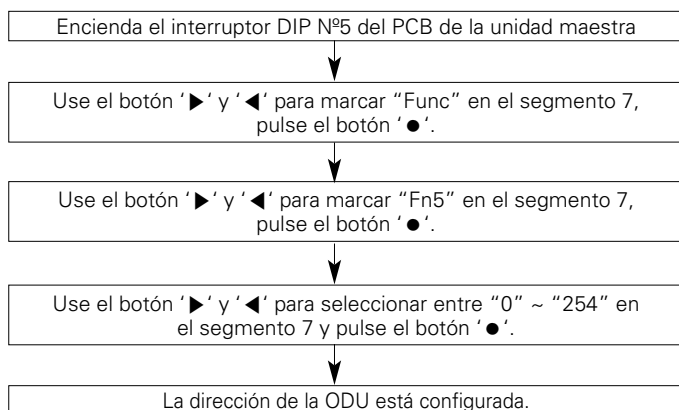 Encienda el interruptor DIP Nº5 del PCB de la unidad maestra
Use el botón ‘▶‘ y ‘◀‘ para marcar “Func” en el segmento 7,
pulse el botón ‘●‘.
Use el botón ‘▶‘ y ‘◀‘ para marcar “Fn5” en el segmento 7,
pulse el botón ‘●‘.
Use el botón ‘▶‘ y ‘◀‘ para seleccionar entre “0” ~ “254” en
el segmento 7 y pulse el botón ‘●‘.
La dirección de la ODU está configurada.